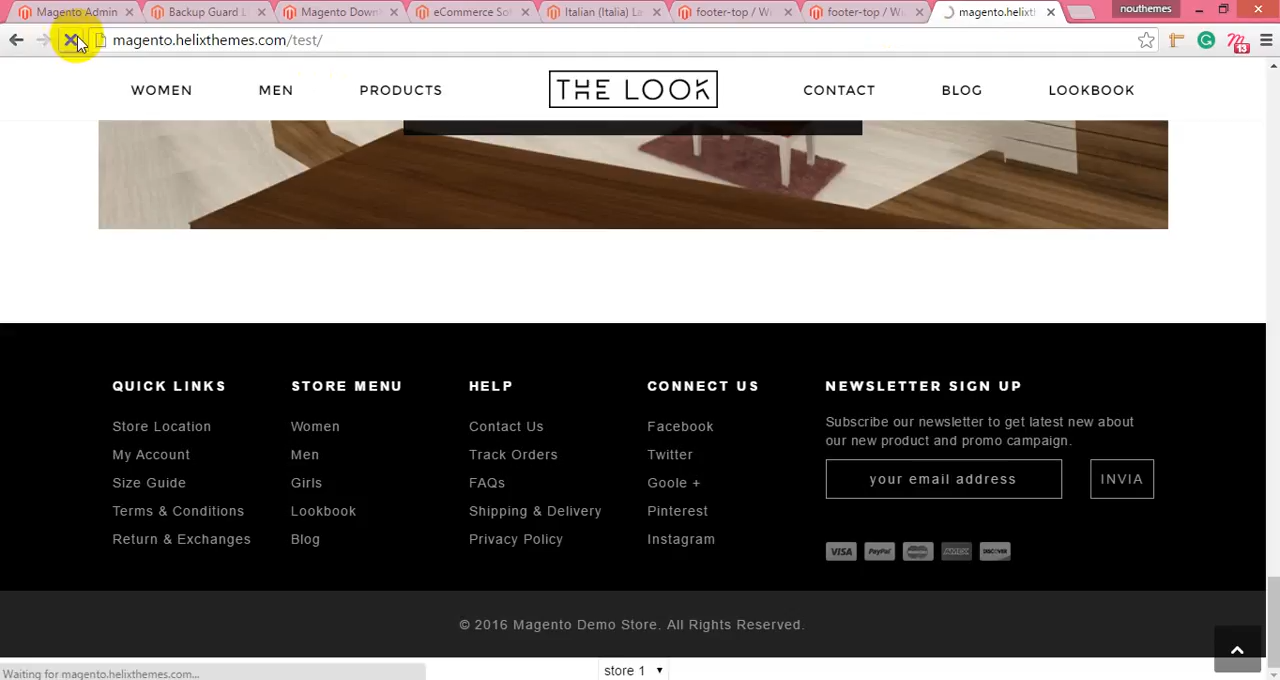 Magento Admin
Backup Guard L
Magento Down
eCommerce Sof
Italian (Italia) La
footer-top / Wi
footer-top / Wi
magento.helixt
nouthemes
magento.helixthemes.com/test/
13
WOMEN
MEN
PRODUCTS
THE LOOK
CONTACT
BLOG
LOOKBOOK
QUICK LINKS
Store Location
My Account
Size Guide
Terms & Conditions
Return & Exchanges
STORE MENU
Women
Men
Girls
Lookbook
Blog
HELP
Contact Us
Track Orders
FAQs
Shipping & Delivery
Privacy Policy
CONNECT US
Facebook
Twitter
Goole +
Pinterest
Instagram
NEWSLETTER SIGN UP
Subscribe our newsletter to get latest new about
our new product and promo campaign.
your email address
INVIA
VISA
PayPal
AMEX
DISCOVER
© 2016 Magento Demo Store. All Rights Reserved.
Waiting for magento.helixthemes.com...
store 1